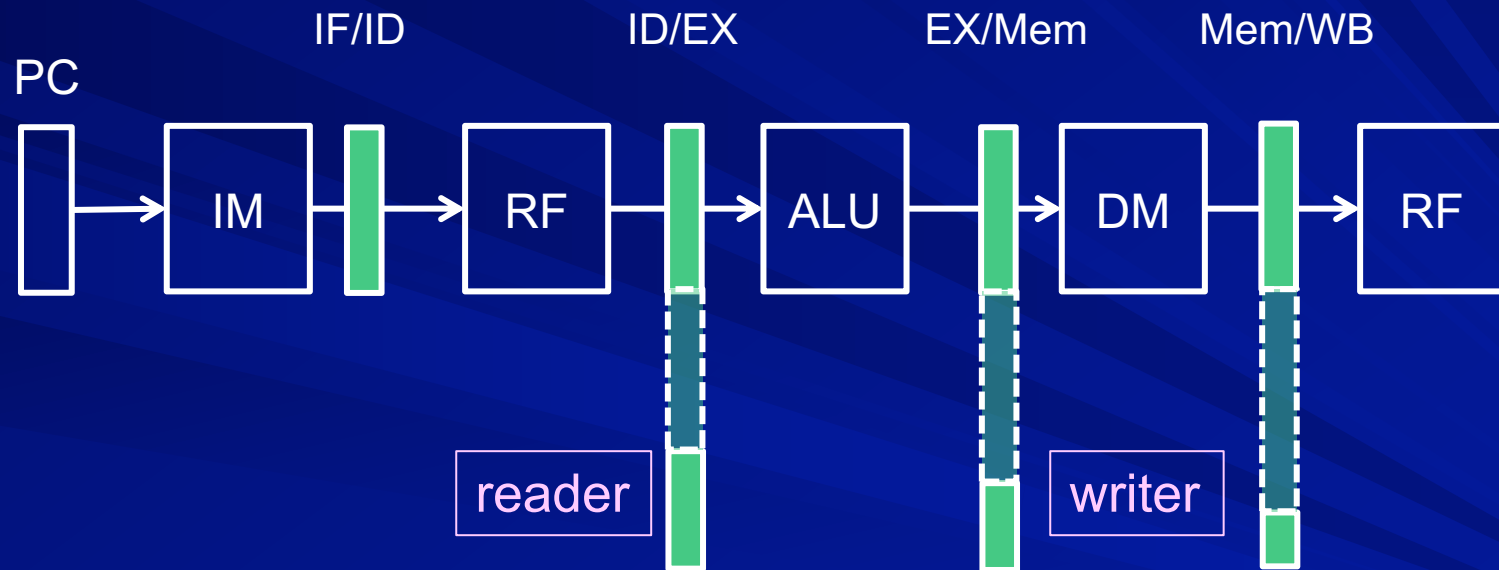 IF/ID ID/EX EX/Mem Mem/WB
PC
IM RF ALU DM RF
reader writer